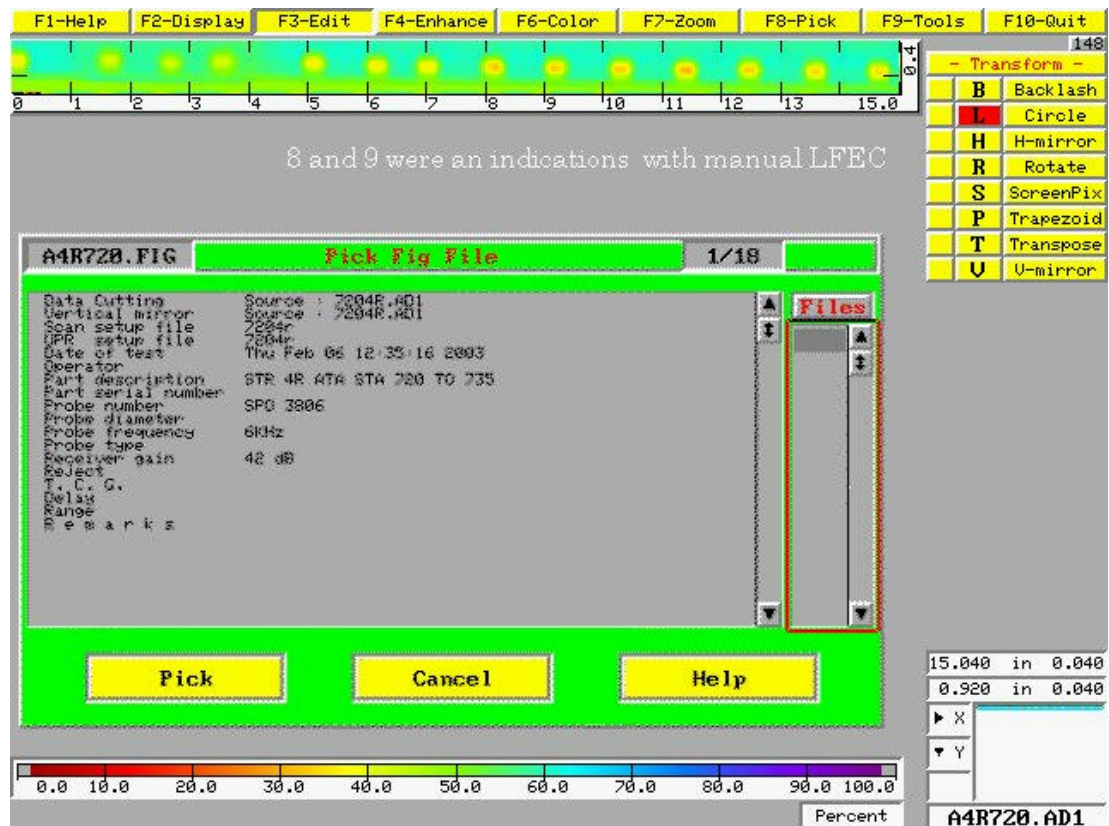 F1-Help F2-Display F3-Edit F4-Enhance F6-Color F7-Zoom F8-Pick F9-Tools F10-Quit
148
0.4
0 1 2 3 4 5 6 7 8 9 10 11 12 13 15.0
- Transform -
B Backlash
L Circle
H H-mirror
R Rotate
S ScreenPix
P Trapezoid
T Transpose
V V-mirror
8 and 9 were an indications with manual LFEC
A4R720.FIG Pick Fig File 1/18
Files
Data Cutting Source : 7204R.AD1
Vertical mirror Source : 7204R.AD1
Scan setup file 7204r
UPR setup file 7204r
Date of test Thu Feb 06 12:35:16 2003
Operator
Part description STR 4R ATA STA 720 TO 735
Part serial number
Probe number SPO 3806
Probe diameter
Probe frequency 6KHz
Probe type
Receiver gain 42 dB
Reject
T. C. G.
Delay
Range
R e m a r k s
Pick Cancel Help
15.040 in 0.040
0.920 in 0.040
X
Y
0.0 10.0 20.0 30.0 40.0 50.0 60.0 70.0 80.0 90.0 100.0
Percent
A4R720.AD1